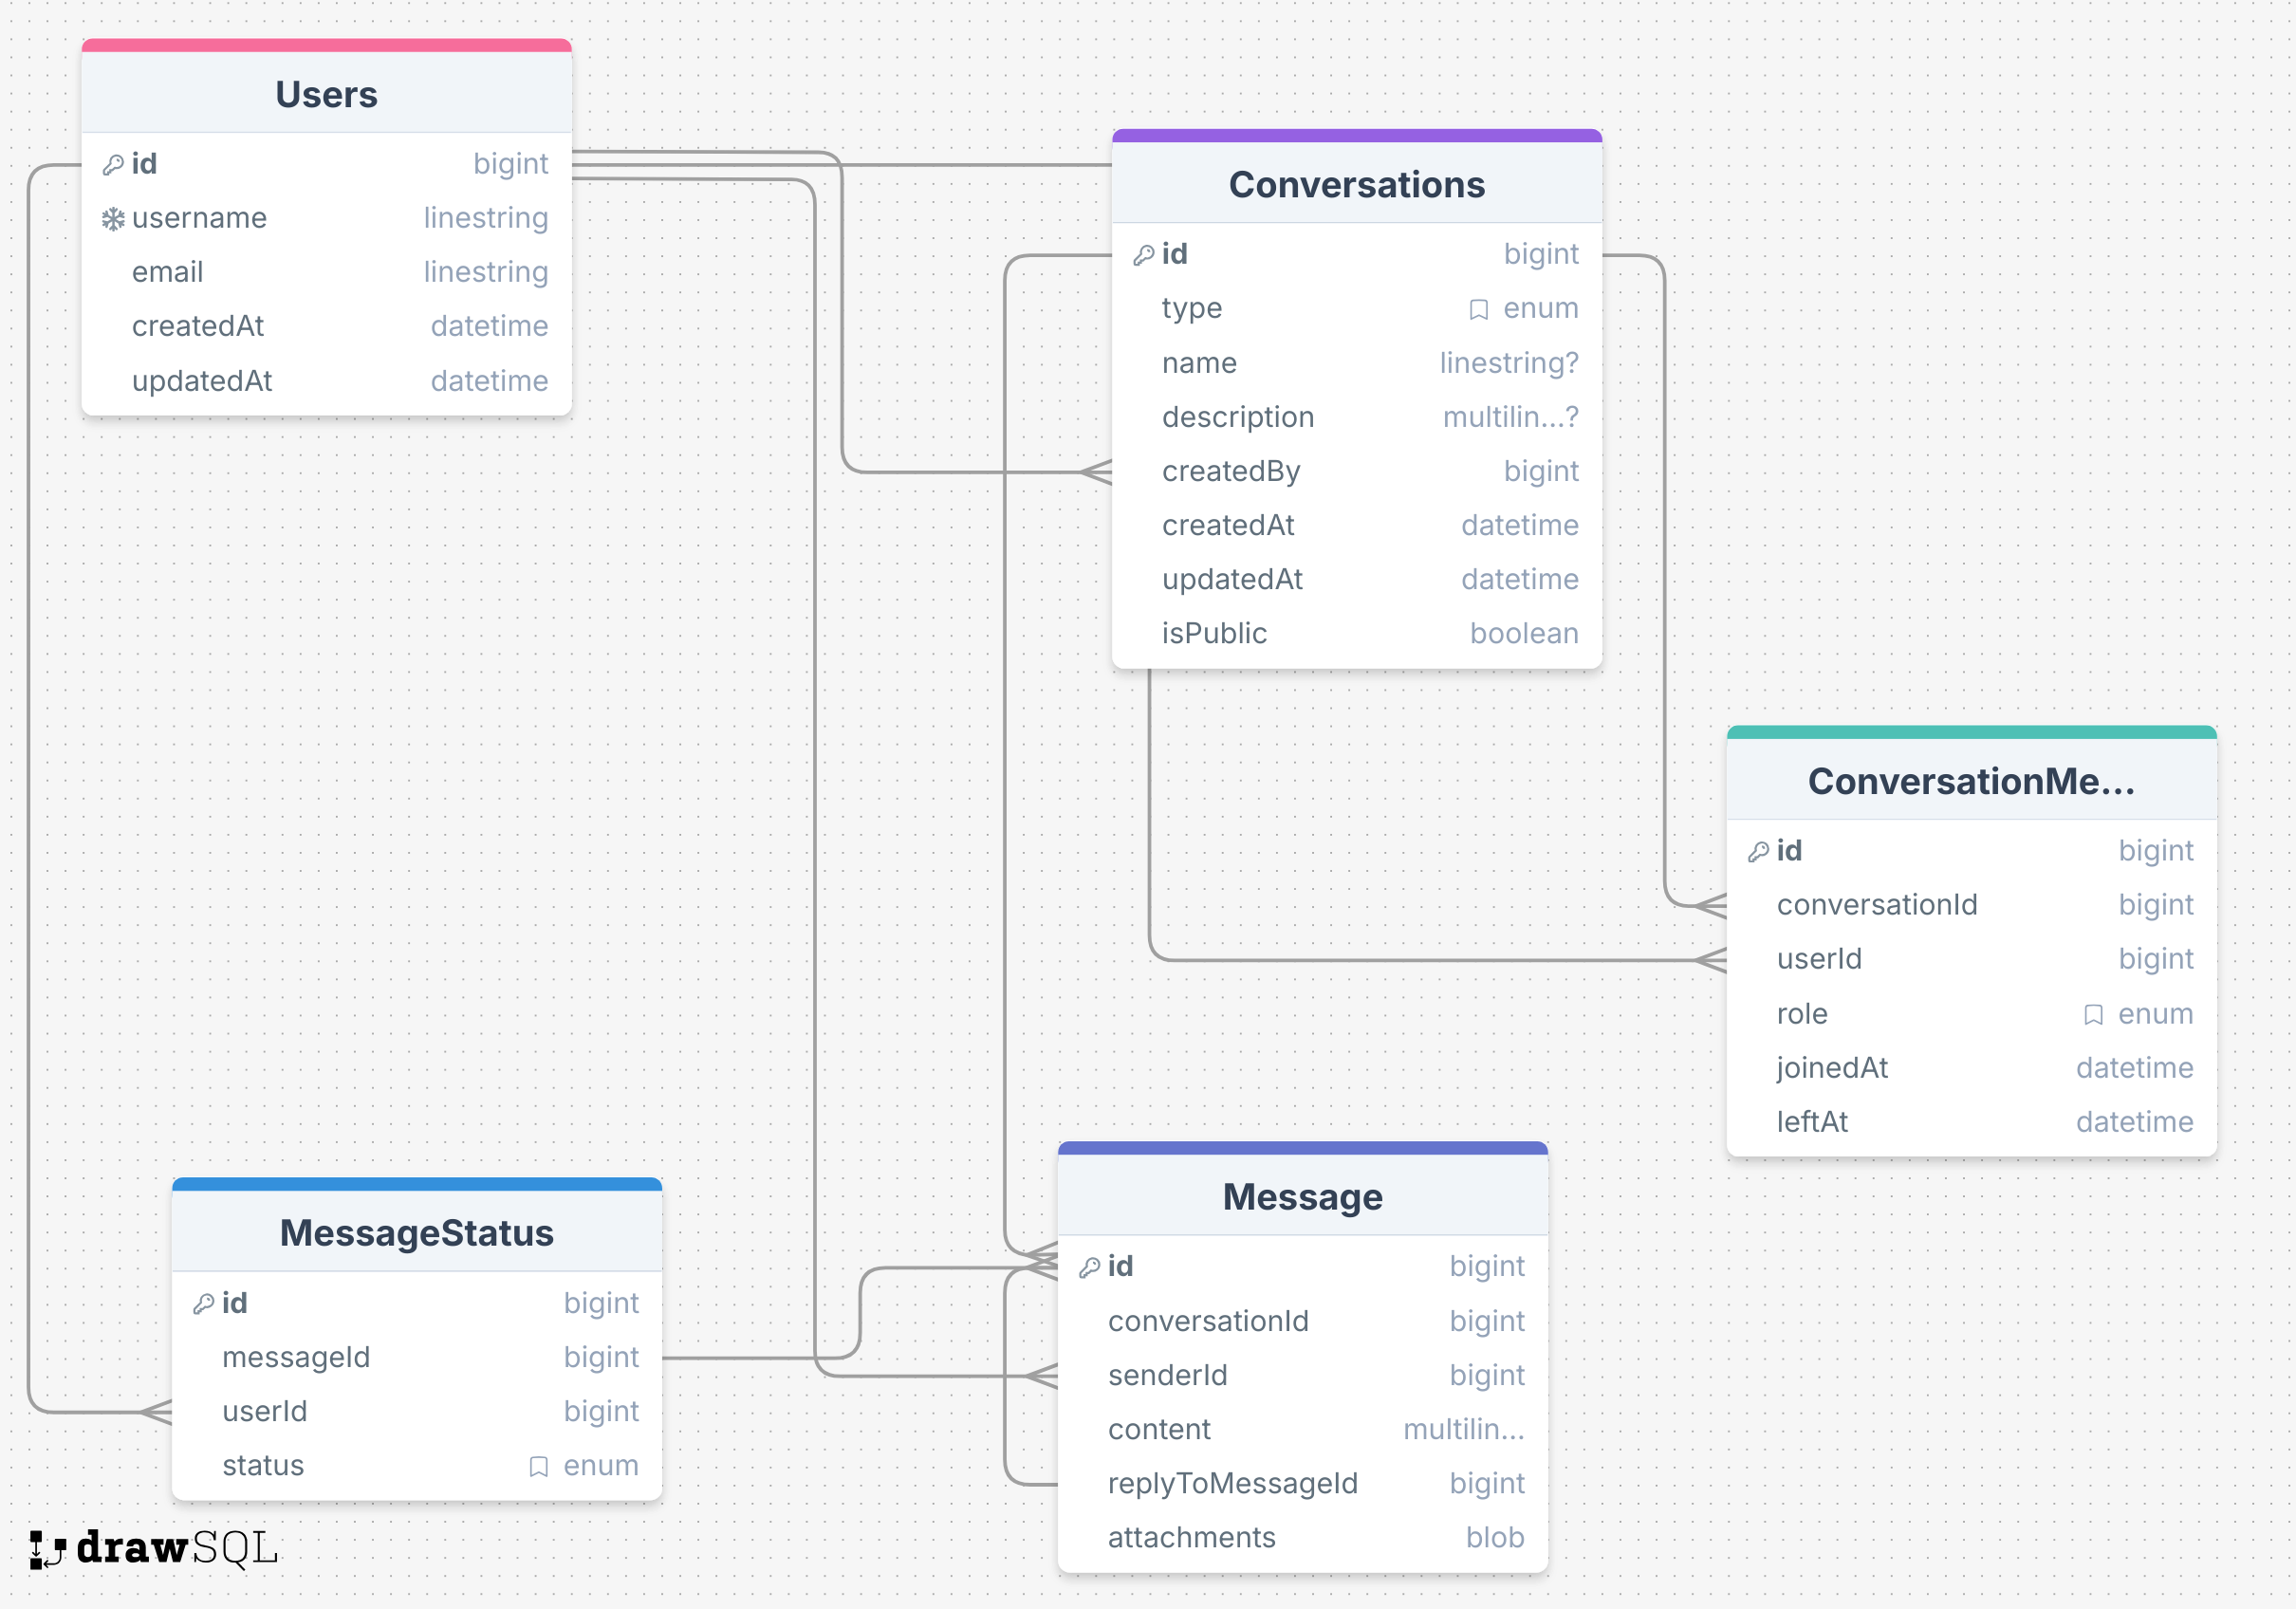 Users
id bigint
username linestring
email linestring
createdAt datetime
updatedAt datetime
Conversations
id bigint
type enum
name linestring?
description multilin...?
createdBy bigint
createdAt datetime
updatedAt datetime
isPublic boolean
ConversationMe...
id bigint
conversationId bigint
userId bigint
role enum
joinedAt datetime
leftAt datetime
MessageStatus
id bigint
messageId bigint
userId bigint
status enum
Message
id bigint
conversationId bigint
senderId bigint
content multilin...
replyToMessageId bigint
attachments blob
drawSQL